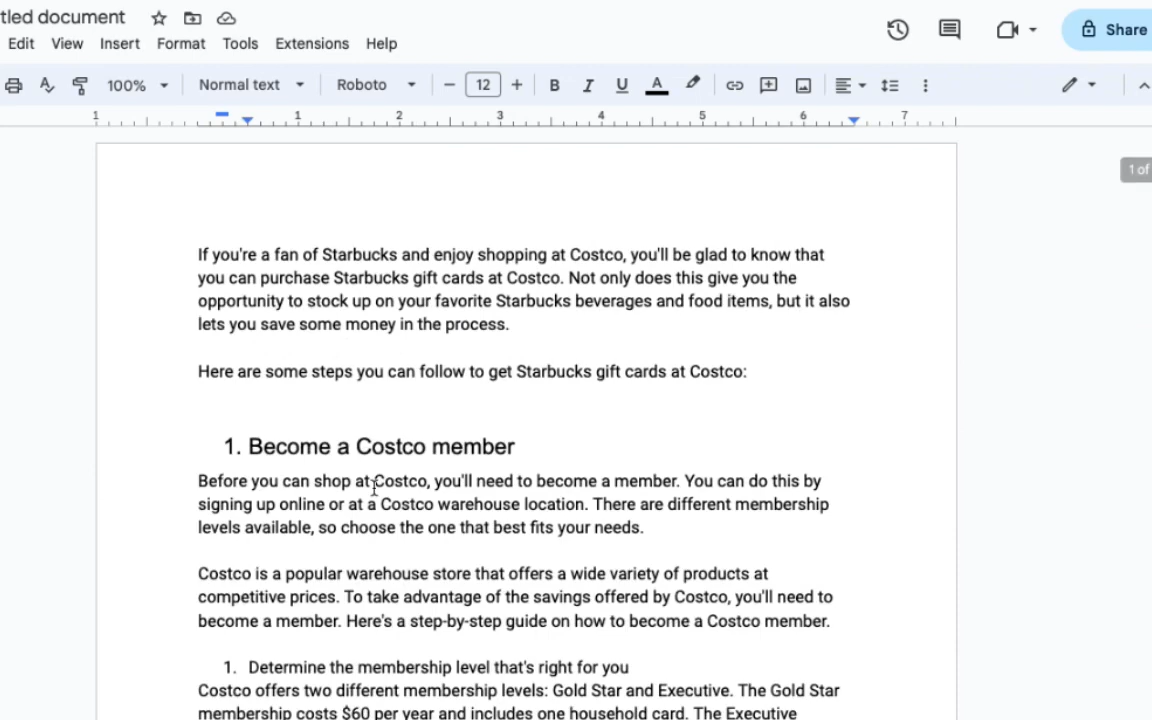 tled document
Edit View Insert Format Tools Extensions Help
Share
100% Normal text Roboto 12 B I U A
1 1 2 3 4 5 6 7
1 of
If you're a fan of Starbucks and enjoy shopping at Costco, you'll be glad to know that
you can purchase Starbucks gift cards at Costco. Not only does this give you the
opportunity to stock up on your favorite Starbucks beverages and food items, but it also
lets you save some money in the process.
Here are some steps you can follow to get Starbucks gift cards at Costco:
1. Become a Costco member
Before you can shop at Costco, you'll need to become a member. You can do this by
signing up online or at a Costco warehouse location. There are different membership
levels available, so choose the one that best fits your needs.
Costco is a popular warehouse store that offers a wide variety of products at
competitive prices. To take advantage of the savings offered by Costco, you'll need to
become a member. Here's a step-by-step guide on how to become a Costco member.
1. Determine the membership level that's right for you
Costco offers two different membership levels: Gold Star and Executive. The Gold Star
membership costs $60 per year and includes one household card. The Executive